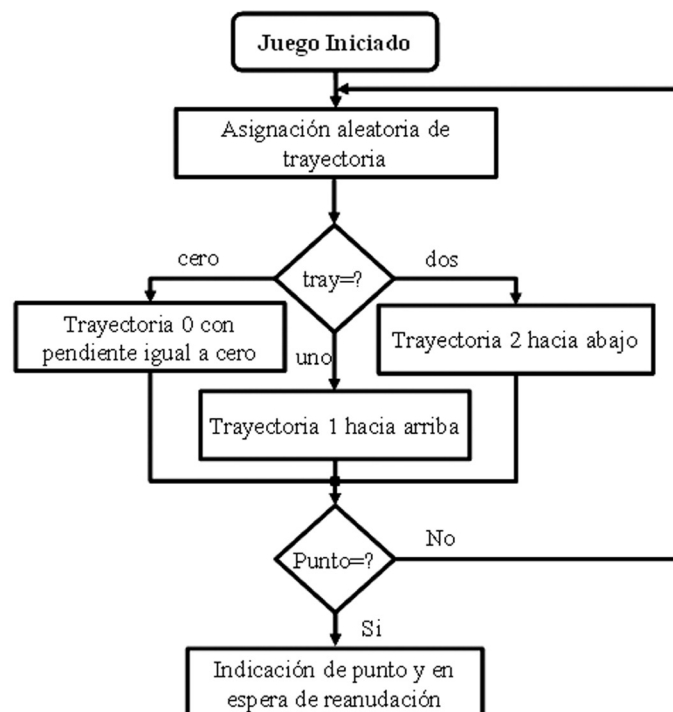 Juego Iniciado
Asignación aleatoria de
trayectoria
cero
tray=?
dos
Trayectoria 0 con
pendiente igual a cero
uno
Trayectoria 2 hacia abajo
Trayectoria 1 hacia arriba
Punto=?
No
Si
Indicación de punto y en
espera de reanudación